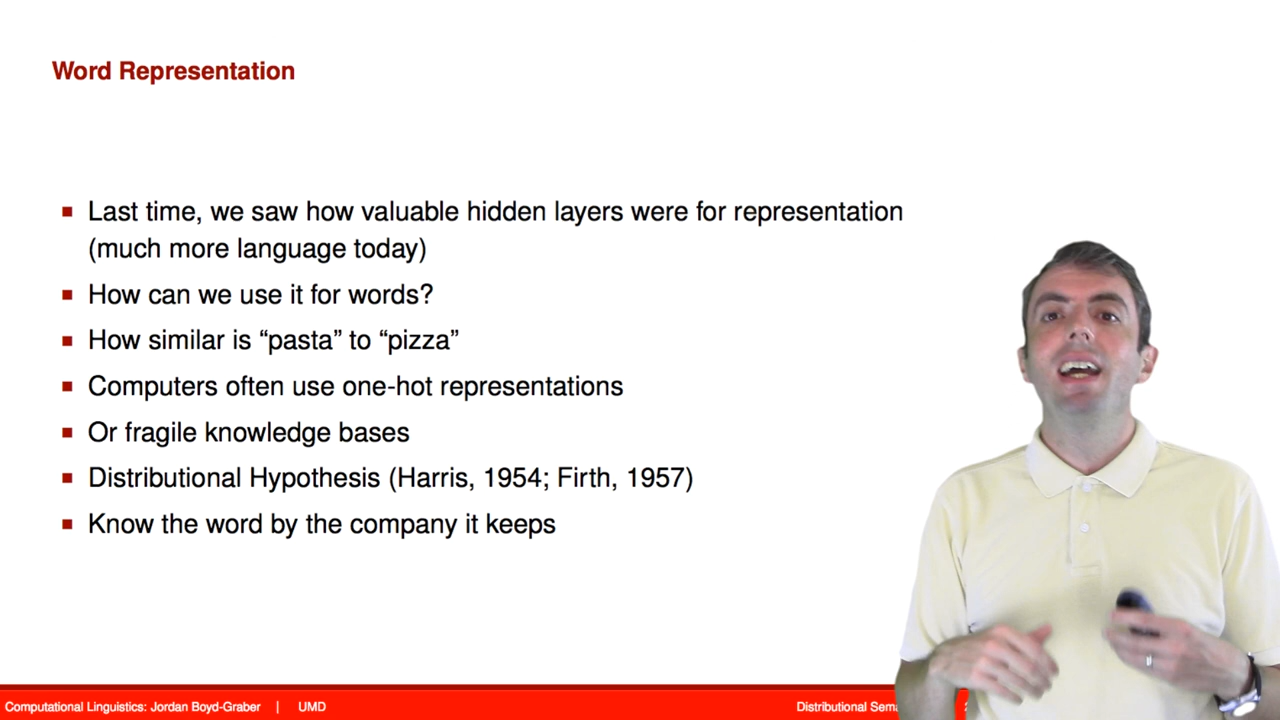 Word Representation
Last time, we saw how valuable hidden layers were for representation
(much more language today)
How can we use it for words?
How similar is “pasta” to “pizza”
Computers often use one-hot representations
Or fragile knowledge bases
Distributional Hypothesis (Harris, 1954; Firth, 1957)
Know the word by the company it keeps
Computational Linguistics: Jordan Boyd-Graber | UMD
Distributional